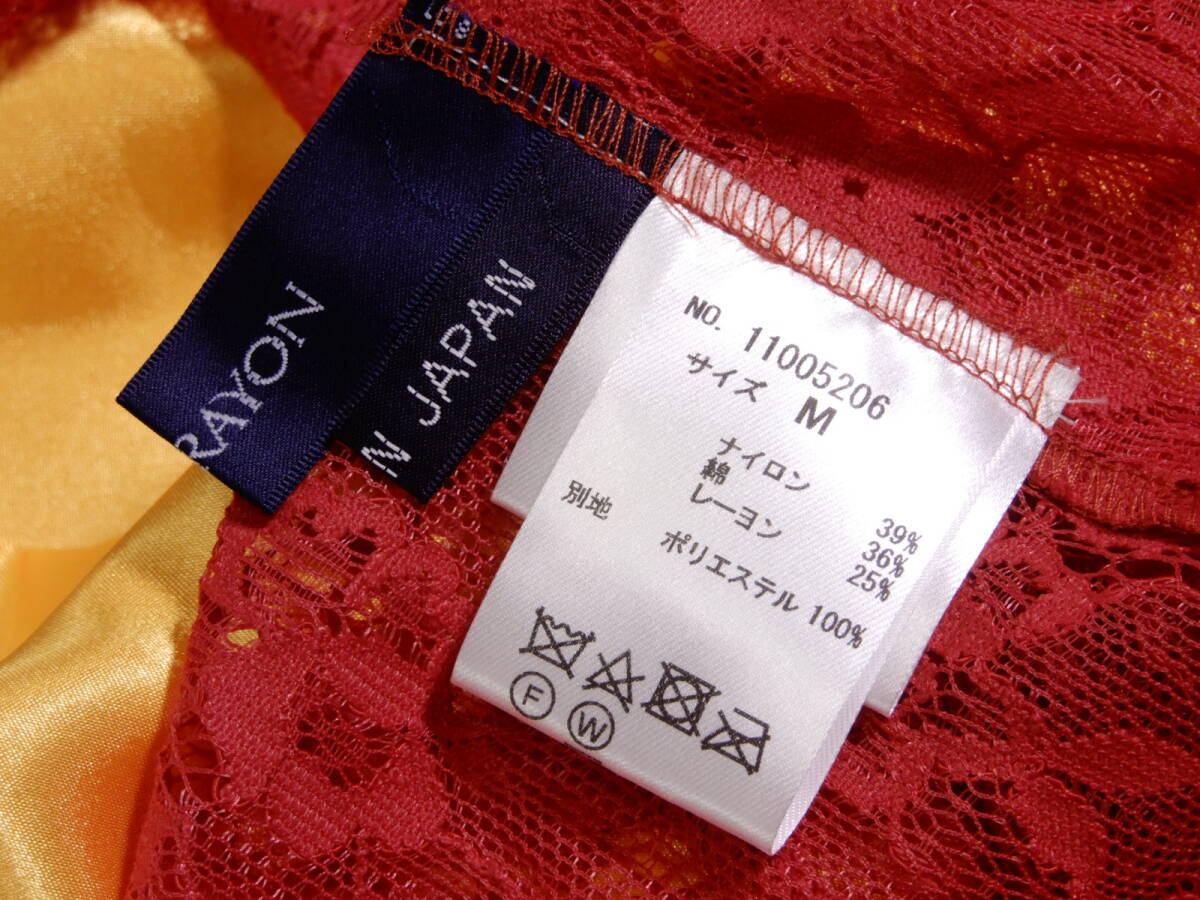 RAYON
N JAPAN
NO. 11005206
サイズ M
ナイロン 39%
綿 36%
レーヨン 25%
別地
ポリエステル 100%
F
W